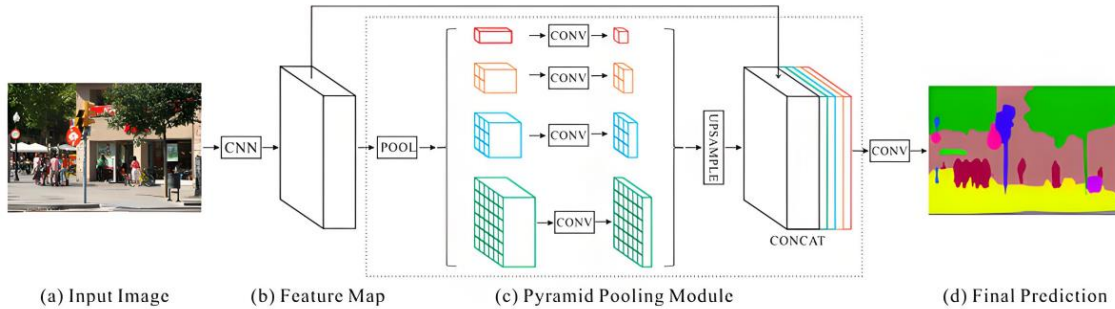 CNN
POOL
CONV
CONV
CONV
CONV
UPSAMPLE
CONCAT
CONV
(a) Input Image
(b) Feature Map
(c) Pyramid Pooling Module
(d) Final Prediction